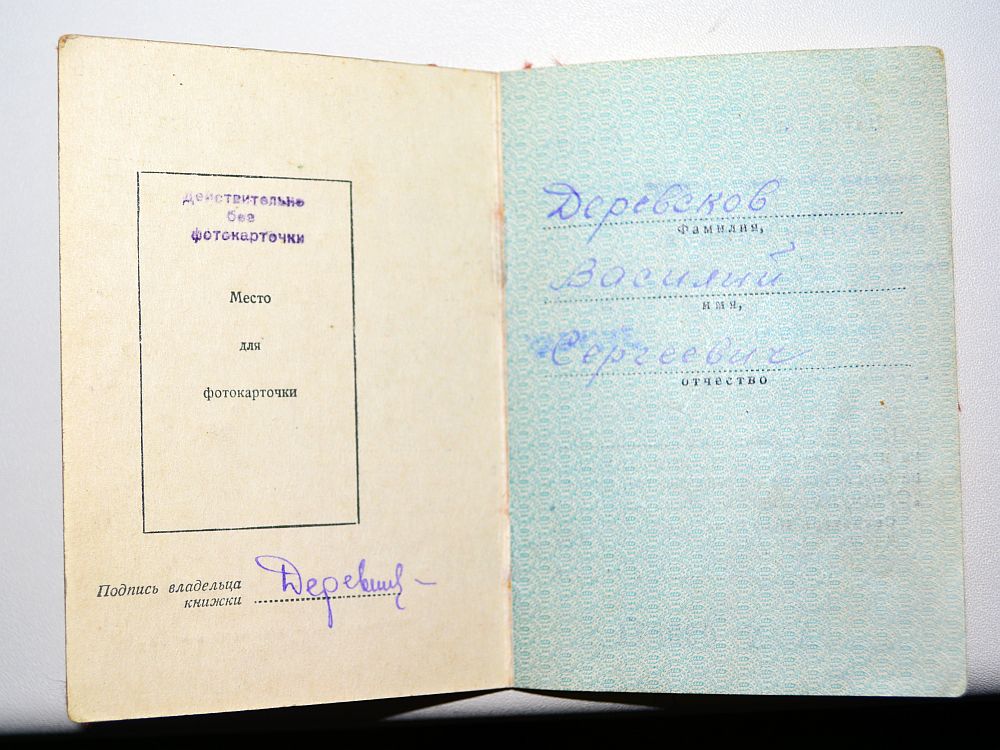 Действительно
без
фотокарточки
Место
для
фотокарточки
Подпись владельца
книжки
Деревсков
Фамилия,
Василий
имя,
Сергеевич
отчество